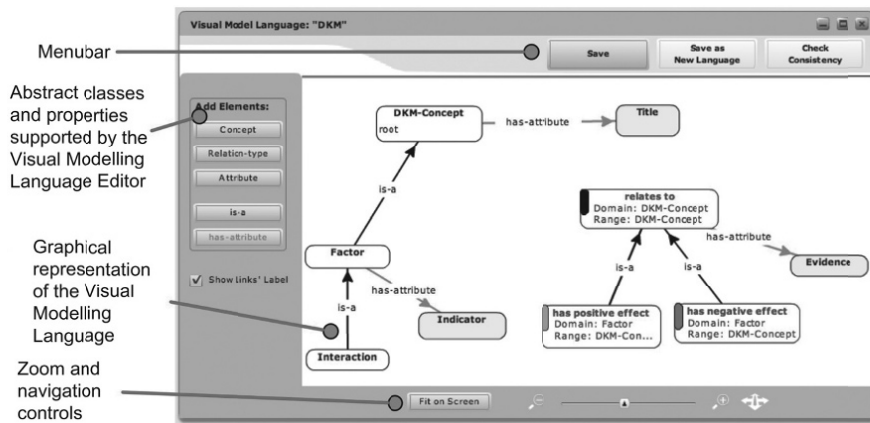 Visual Model Language: "DKM"
Menubar
Save
Save as
New Language
Check
Consistency
Abstract classes
and properties
supported by the
Visual Modelling
Language Editor
Add Elements:
Concept
Relation-type
Attrbute
is-a
has-attribute
Show links' Label
DKM-Concept
root
has-attribute
Title
is-a
relates to
Domain: DKM-Concept
Range: DKM-Concept
has-attribute
Evidence
is-a
is-a
has positive effect
Domain: Factor
Range: DKM-Con...
has negative effect
Domain: Factor
Range: DKM-Concept
Graphical
representation
of the Visual
Modelling
Language
Factor
has-attribute
Indicator
is-a
Interaction
Zoom and
navigation
controls
Fit on Screen